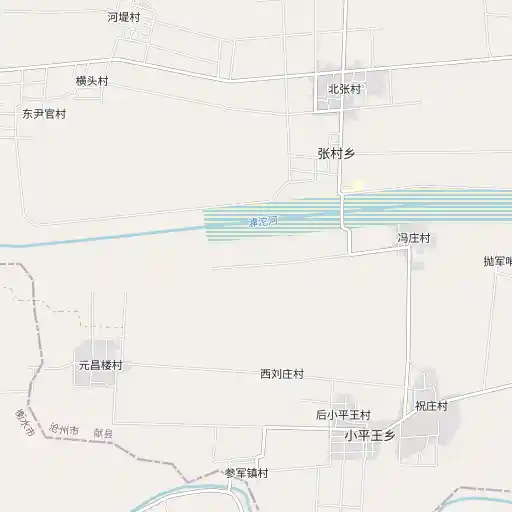 河堤村
横头村
北张村
东尹官村
张村乡
滹沱河
冯庄村
抛军哨
元昌楼村
西刘庄村
祝庄村
后小平王村
小平王乡
衡水市
沧州市
献县
参军镇村